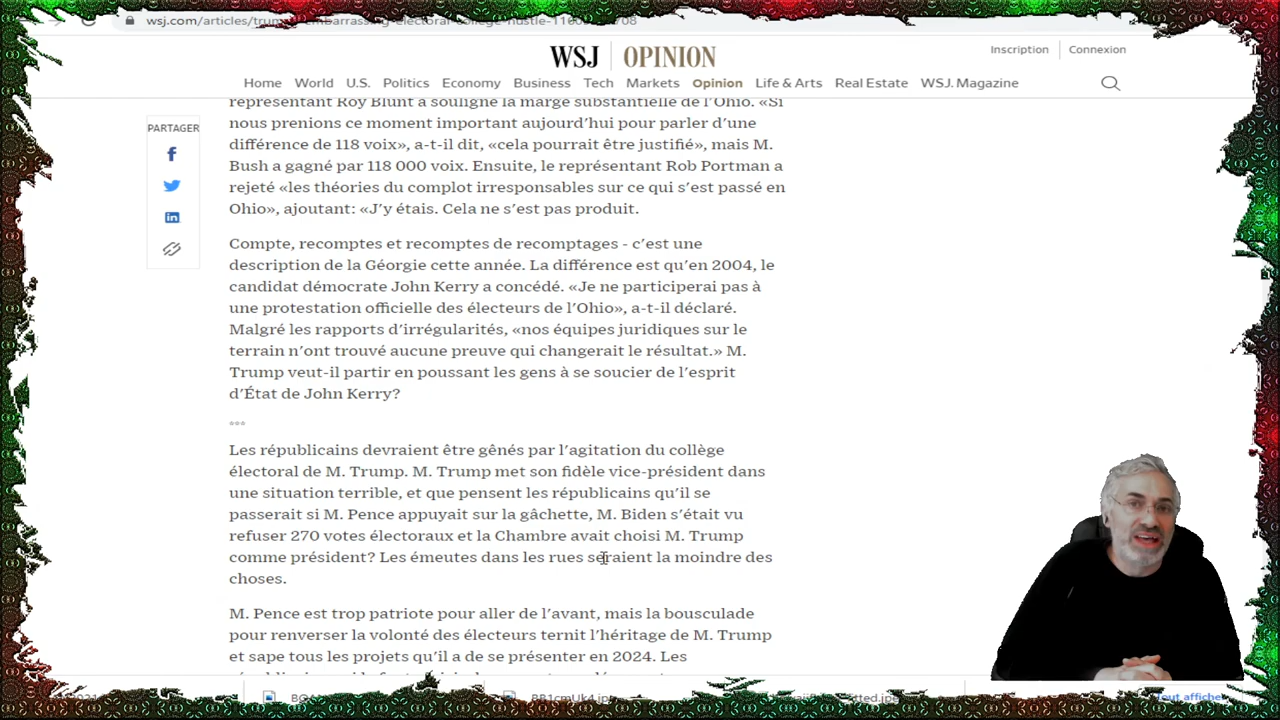 wsj.com/articles/trump
WSJ OPINION
Inscription Connexion
Home World U.S. Politics Economy Business Tech Markets Opinion Life & Arts Real Estate WSJ. Magazine
PARTAGER
représentant Roy Blunt a souligné la marge substantielle de l'Ohio. «Si
nous prenions ce moment important aujourd'hui pour parler d'une
différence de 118 voix», a-t-il dit, «cela pourrait être justifié», mais M.
Bush a gagné par 118 000 voix. Ensuite, le représentant Rob Portman a
rejeté «les théories du complot irresponsables sur ce qui s'est passé en
Ohio», ajoutant: «J'y étais. Cela ne s'est pas produit.
Compte, recomptes et recomptes de recomptages - c'est une
description de la Géorgie cette année. La différence est qu'en 2004, le
candidat démocrate John Kerry a concédé. «Je ne participerai pas à
une protestation officielle des électeurs de l'Ohio», a-t-il déclaré.
Malgré les rapports d'irrégularités, «nos équipes juridiques sur le
terrain n'ont trouvé aucune preuve qui changerait le résultat.» M.
Trump veut-il partir en poussant les gens à se soucier de l'esprit
d'État de John Kerry?
Les républicains devraient être gênés par l'agitation du collège
électoral de M. Trump. M. Trump met son fidèle vice-président dans
une situation terrible, et que pensent les républicains qu'il se
passerait si M. Pence appuyait sur la gâchette, M. Biden s'était vu
refuser 270 votes électoraux et la Chambre avait choisi M. Trump
comme président? Les émeutes dans les rues seraient la moindre des
choses.
M. Pence est trop patriote pour aller de l'avant, mais la bousculade
pour renverser la volonté des électeurs ternit l'héritage de M. Trump
et sape tous les projets qu'il a de se présenter en 2024. Les